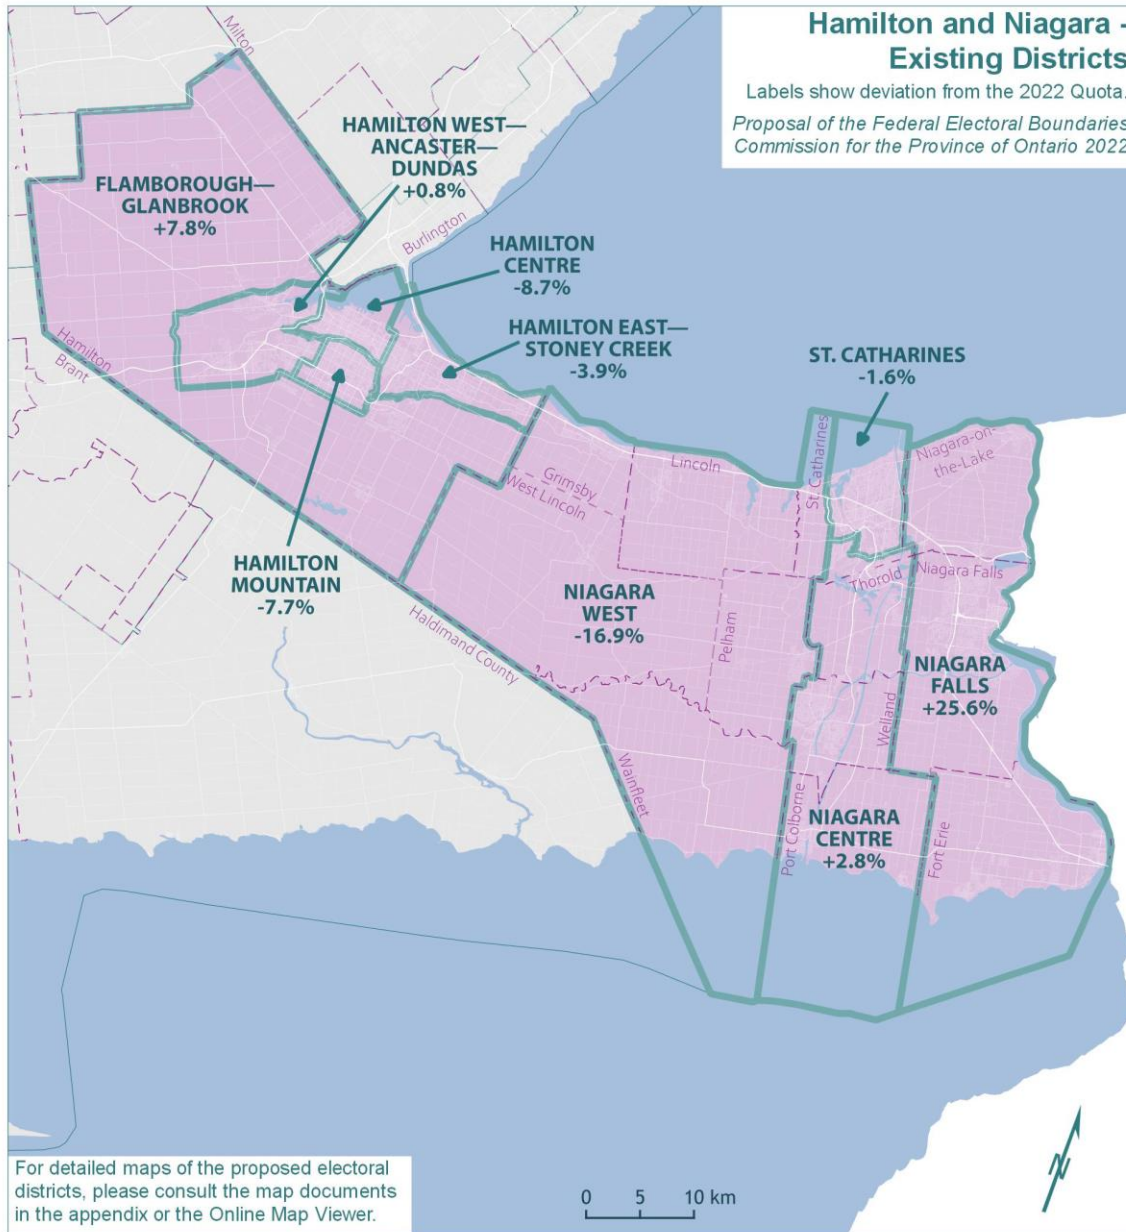 Hamilton and Niagara -
Existing Districts
Labels show deviation from the 2022 Quota.
Proposal of the Federal Electoral Boundaries
Commission for the Province of Ontario 2022
Milton
HAMILTON WEST—
ANCASTER—
DUNDAS
+0.8%
FLAMBOROUGH—
GLANBROOK
+7.8%
Burlington
HAMILTON
CENTRE
-8.7%
HAMILTON EAST—
STONEY CREEK
-3.9%
ST. CATHARINES
-1.6%
Hamilton
Brant
Lincoln
Grimsby
West Lincoln
St. Catharines
Niagara-on-
the-Lake
HAMILTON
MOUNTAIN
-7.7%
Haldimand County
NIAGARA
WEST
-16.9%
Pelham
Thorold
Niagara Falls
NIAGARA
FALLS
+25.6%
Welland
Wainfleet
Port Colborne
NIAGARA
CENTRE
+2.8%
Fort Erie
For detailed maps of the proposed electoral
districts, please consult the map documents
in the appendix or the Online Map Viewer.
0 5 10 km
N